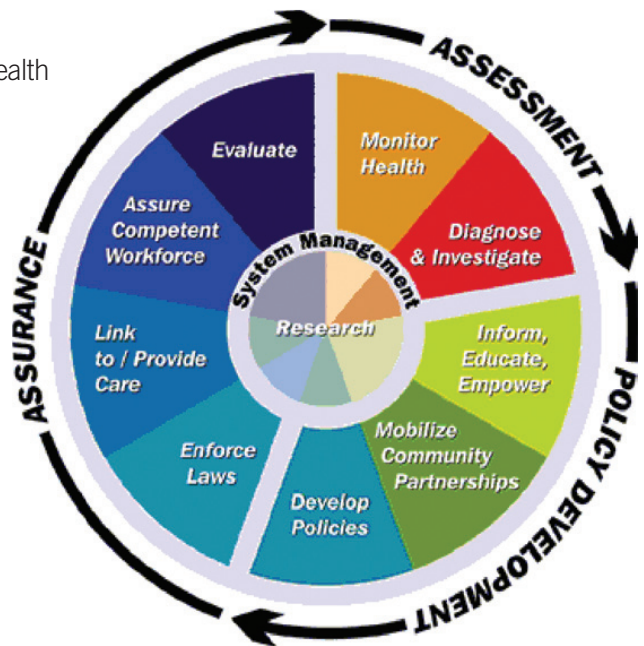 ealth
ASSESSMENT
POLICY DEVELOPMENT
ASSURANCE
Monitor
Health
Diagnose
& Investigate
Inform,
Educate,
Empower
Mobilize
Community
Partnerships
Develop
Policies
Enforce
Laws
Link
to / Provide
Care
Assure
Competent
Workforce
Evaluate
System Management
Research